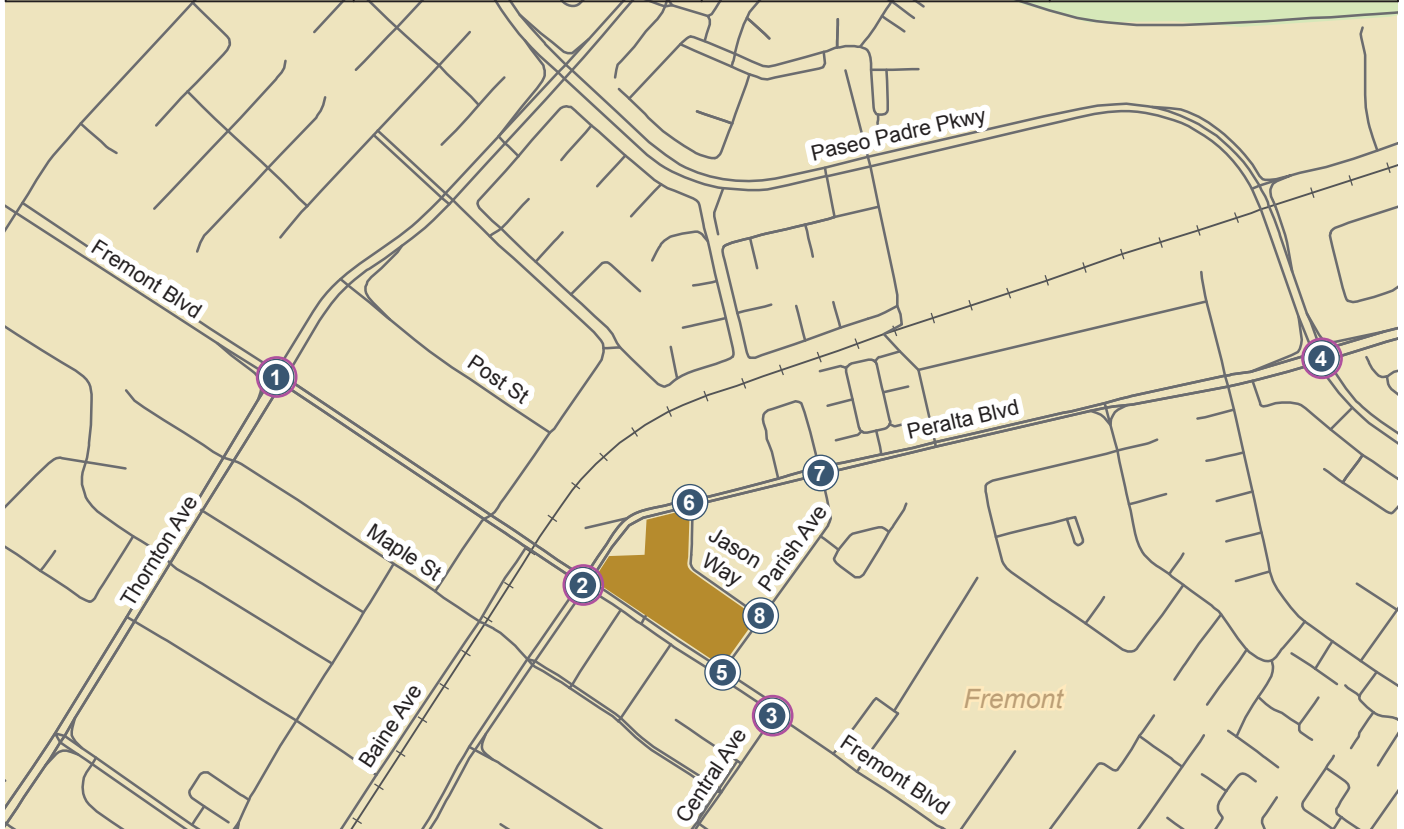 Paseo Padre Pkwy
Fremont Blvd
4
1
Post St
Peralta Blvd
7
6
Thornton Ave
Maple St
Jason
Way
Parish Ave
2
8
5
Fremont
3
Baine Ave
Central Ave
Fremont Blvd